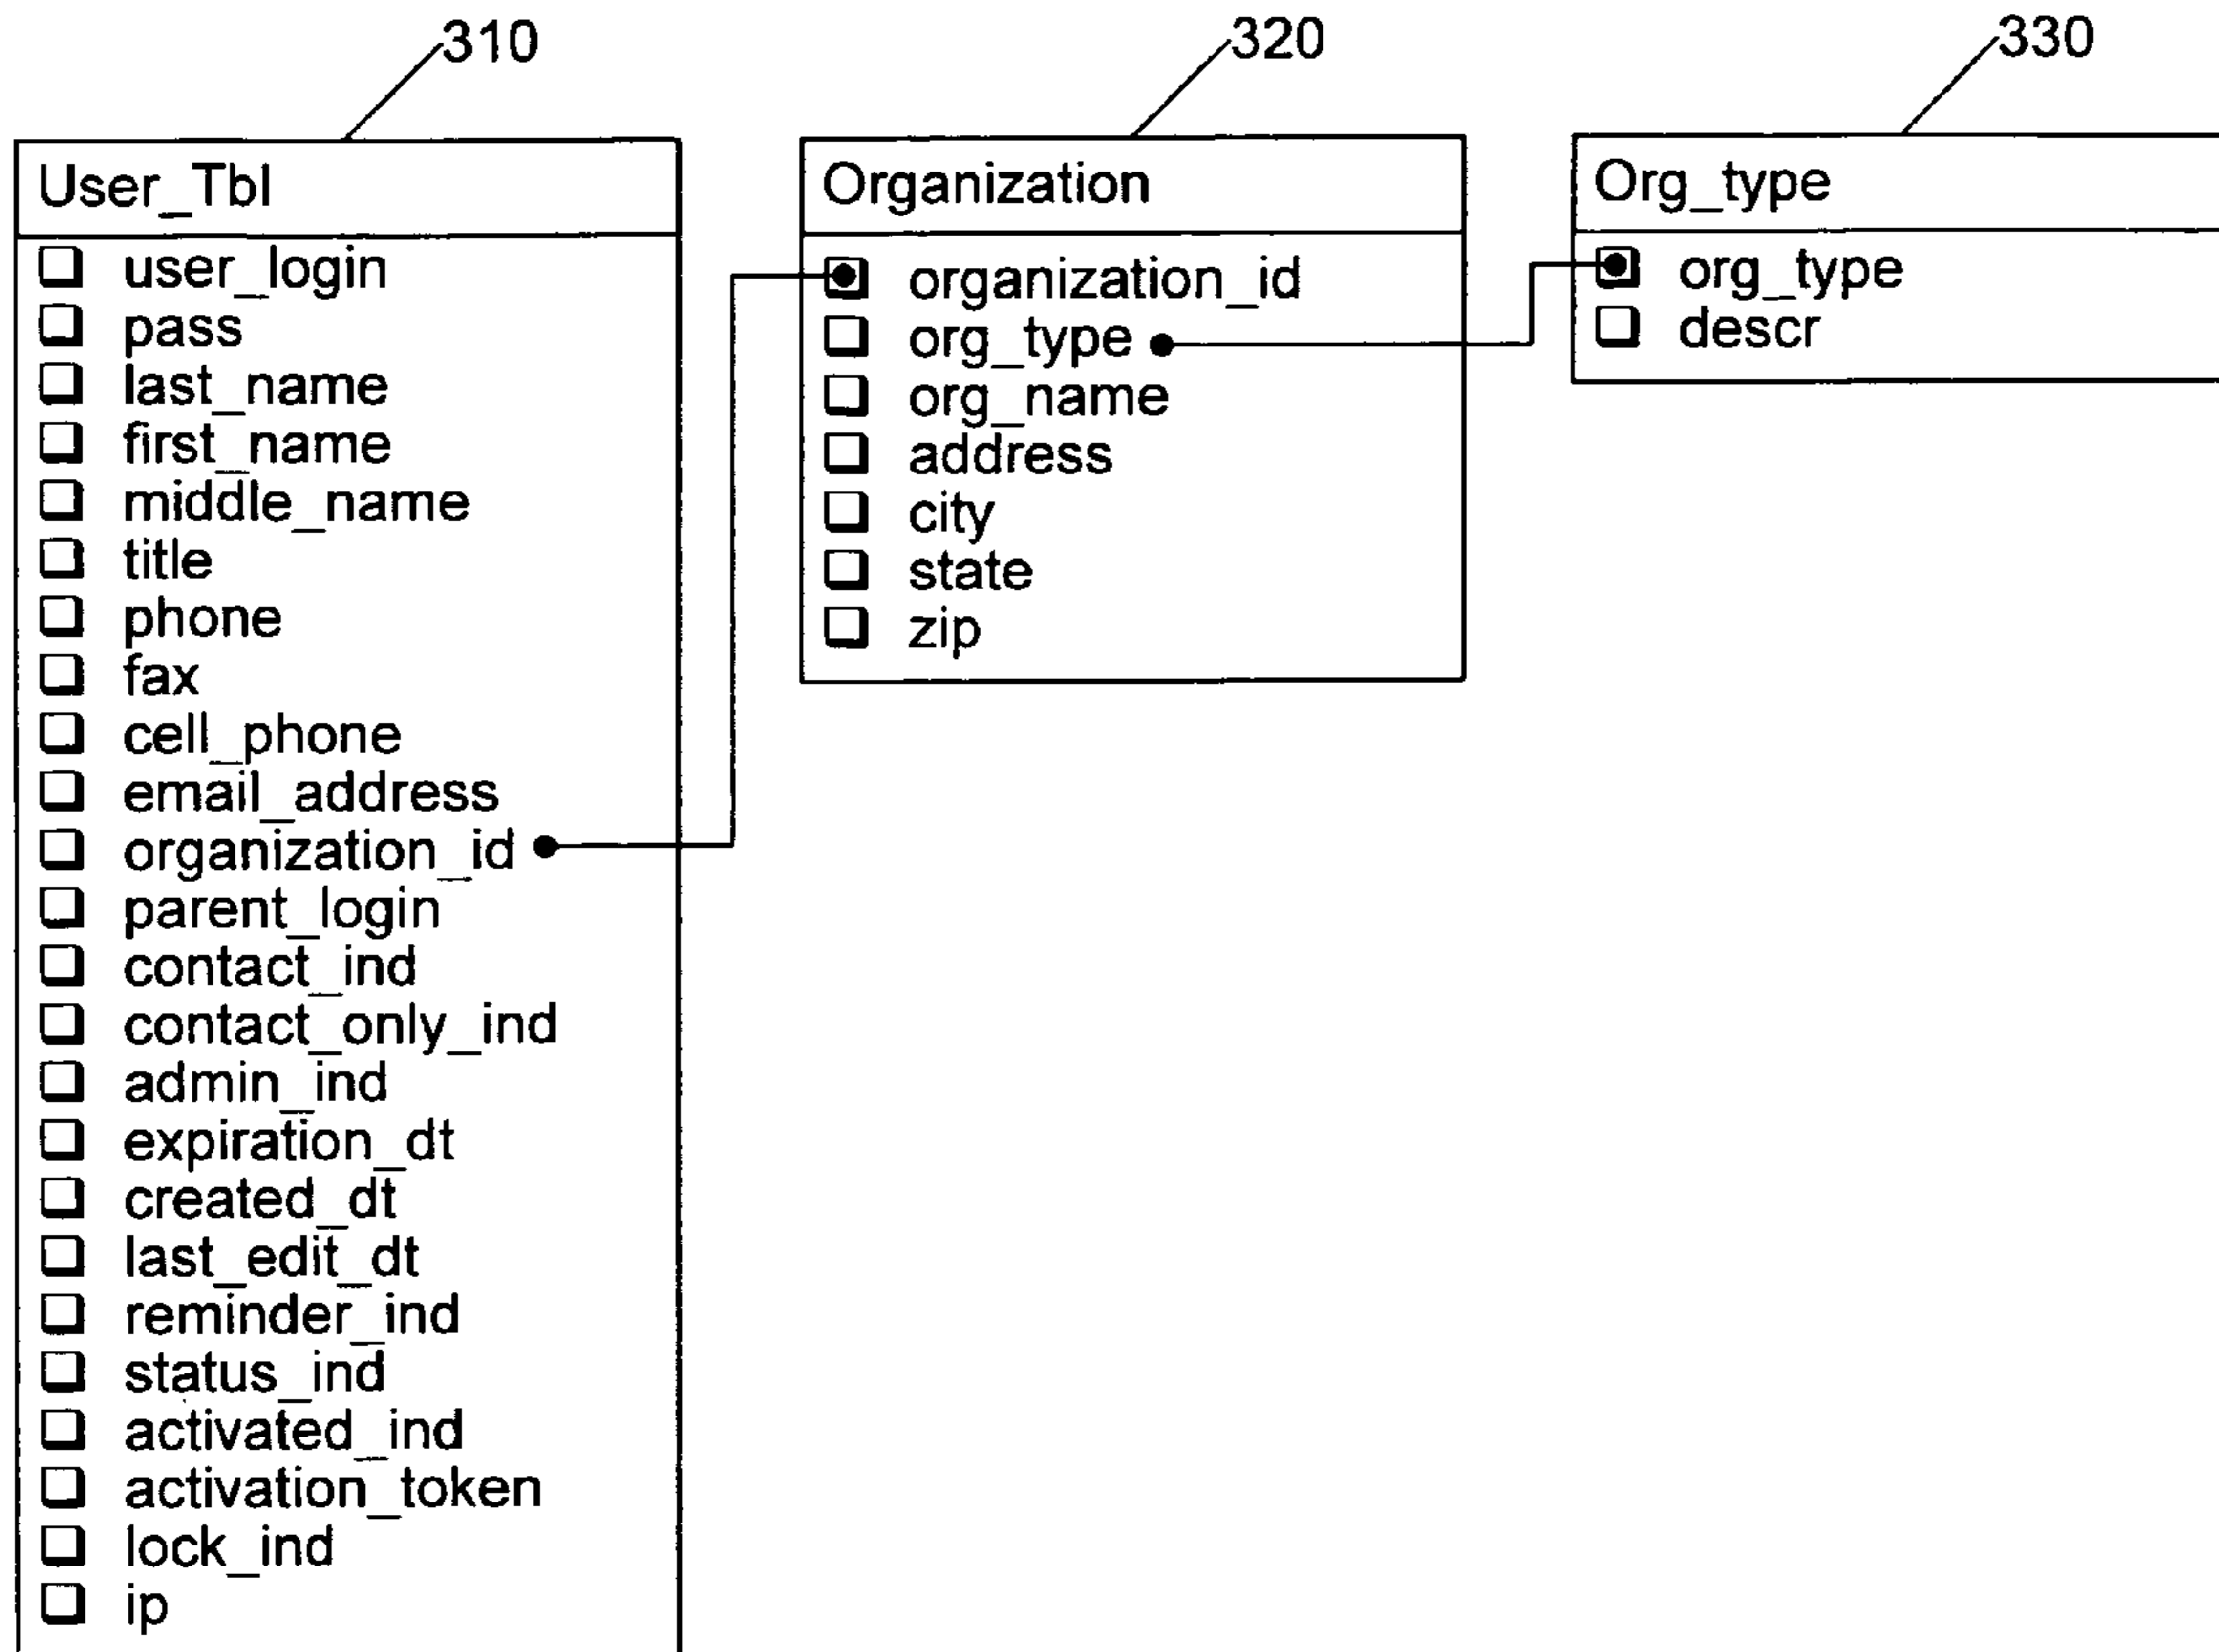 310
320
330
User_Tbl
user_login
pass
last_name
first_name
middle_name
title
phone
fax
cell_phone
email_address
organization_id
parent_login
contact_ind
contact_only_ind
admin_ind
expiration_dt
created_dt
last_edit_dt
reminder_ind
status_ind
activated_ind
activation_token
lock_ind
ip
Organization
organization_id
org_type
org_name
address
city
state
zip
Org_type
org_type
descr